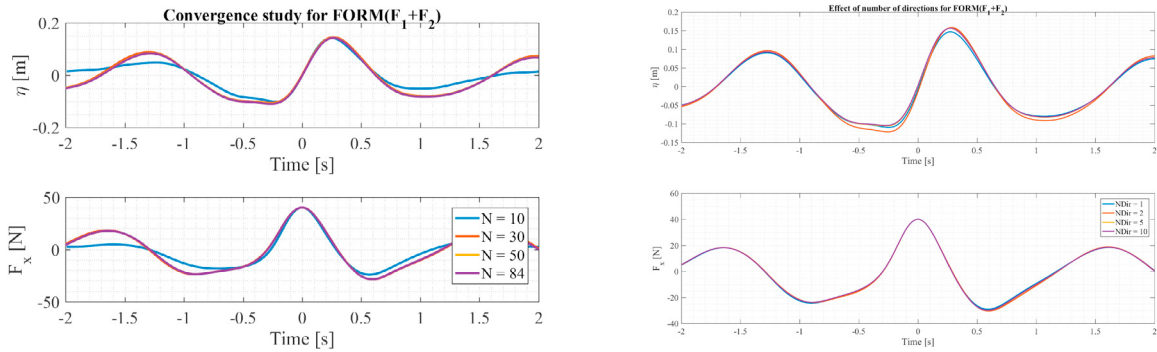 Convergence study for FORM(F₁+F₂)
0.2
0
-0.2
η [m]
-2 -1.5 -1 -0.5 0 0.5 1 1.5 2
Time [s]
50
0
-50
Fₓ [N]
N = 10
N = 30
N = 50
N = 84
-2 -1.5 -1 -0.5 0 0.5 1 1.5 2
Time [s]
Effect of number of directions for FORM(F₁+F₂)
0.2
0.15
0.1
0.05
0
-0.05
-0.1
-0.15
η [m]
-2 -1.5 -1 -0.5 0 0.5 1 1.5 2
Time [s]
60
40
20
0
-20
-40
Fₓ [N]
NDir = 1
NDir = 2
NDir = 5
NDir = 10
-2 -1.5 -1 -0.5 0 0.5 1 1.5 2
Time [s]